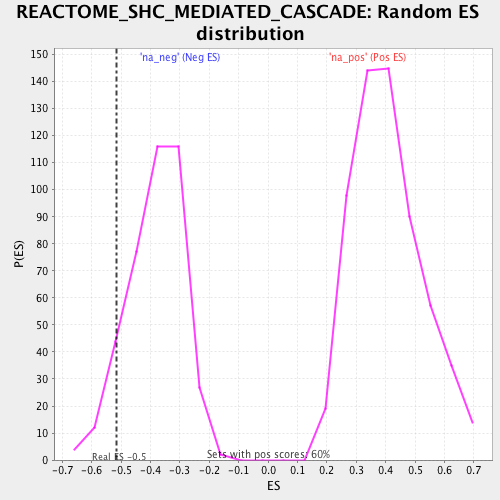 REACTOME_SHC_MEDIATED_CASCADE: Random ES
distribution
'na_neg' (Neg ES)
'na_pos' (Pos ES)
150
140
130
120
110
100
90
80
70
60
50
40
30
20
10
0
P(ES)
Real ES -0.5
Sets with pos scores: 60%
-0.7 -0.6 -0.5 -0.4 -0.3 -0.2 -0.1 0.0 0.1 0.2 0.3 0.4 0.5 0.6 0.7
ES